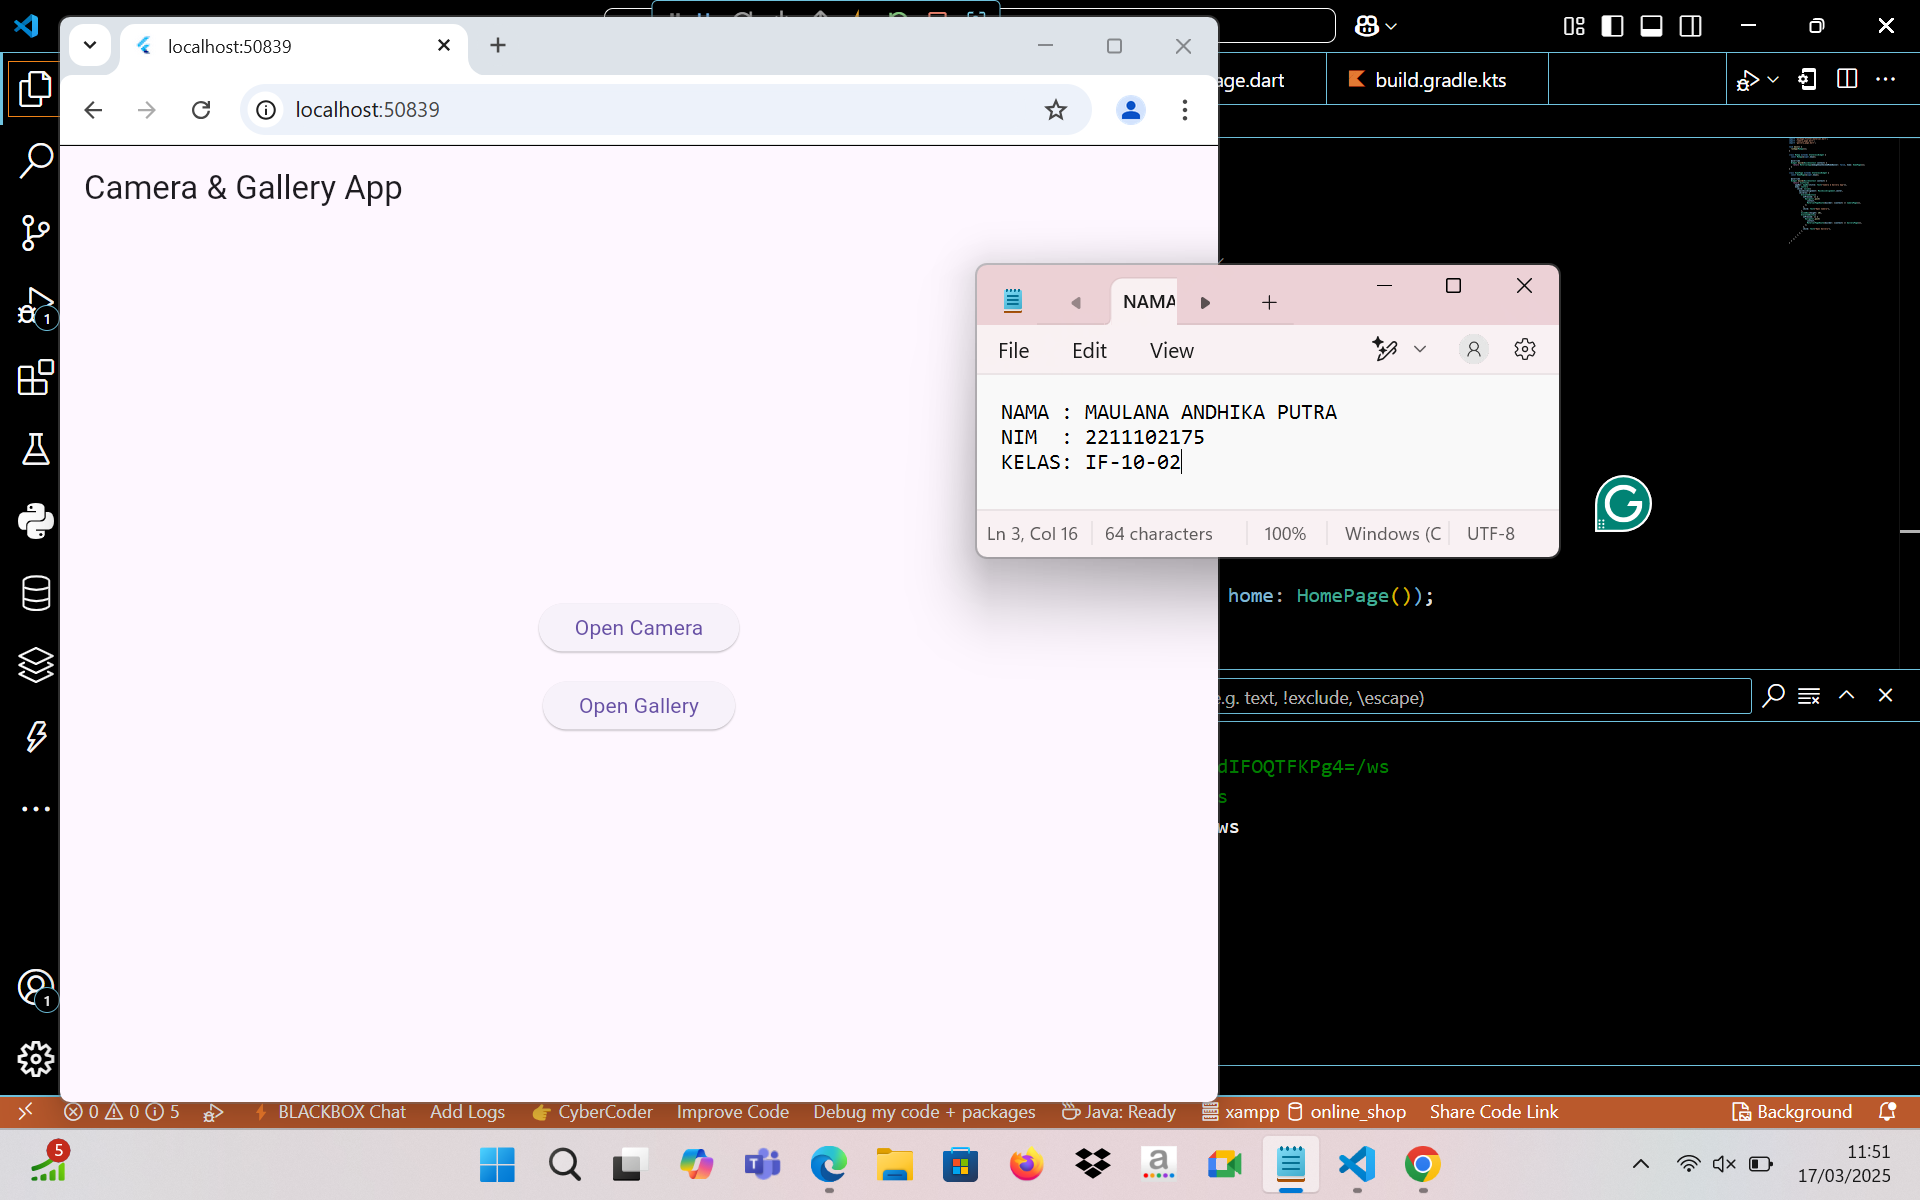 localhost:50839
localhost:50839
Camera & Gallery App
Open Camera
Open Gallery
age.dart
build.gradle.kts
NAMA
File
Edit
View
NAMA : MAULANA ANDHIKA PUTRA
NIM  : 2211102175
KELAS: IF-10-02
Ln 3, Col 16
64 characters
100%
Windows (C
UTF-8
home: HomePage());
e.g. text, !exclude, \escape)
dIFOQTFKPg4=/ws
s
ws
1
1
0 0 5
BLACKBOX Chat
Add Logs
CyberCoder
Improve Code
Debug my code + packages
Java: Ready
xampp
online_shop
Share Code Link
Background
5
11:51
17/03/2025